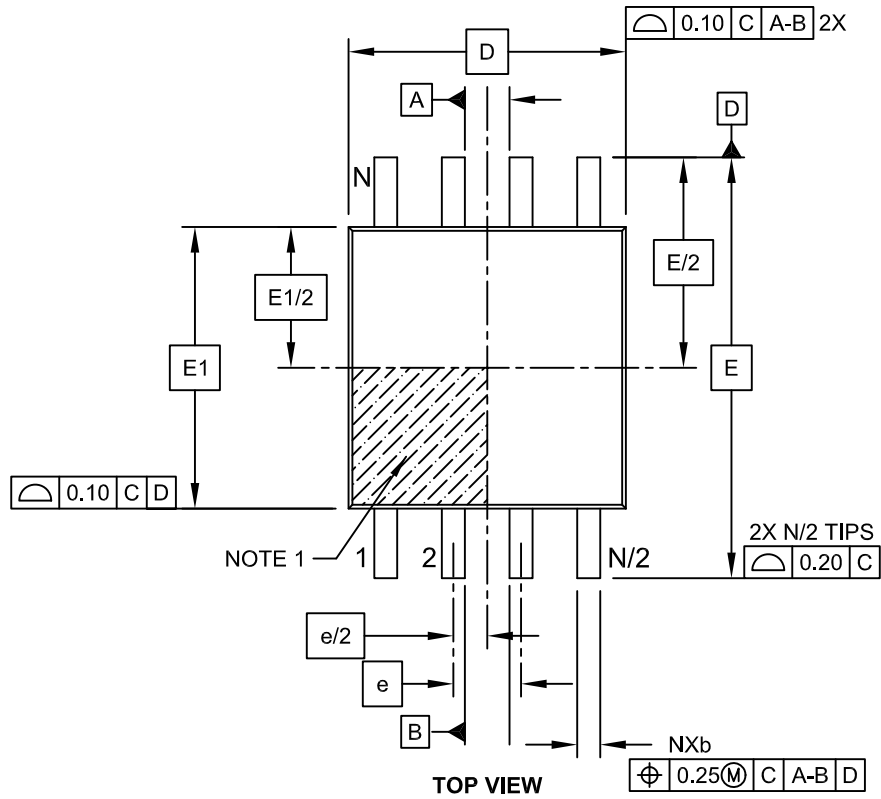 0.10 C A-B 2X
D
A
D
N
E1/2
E/2
E1
E
0.10 C D
NOTE 1
1
2
N/2
2X N/2 TIPS
0.20 C
e/2
e
B
NXb
0.25Ⓜ C A-B D
TOP VIEW